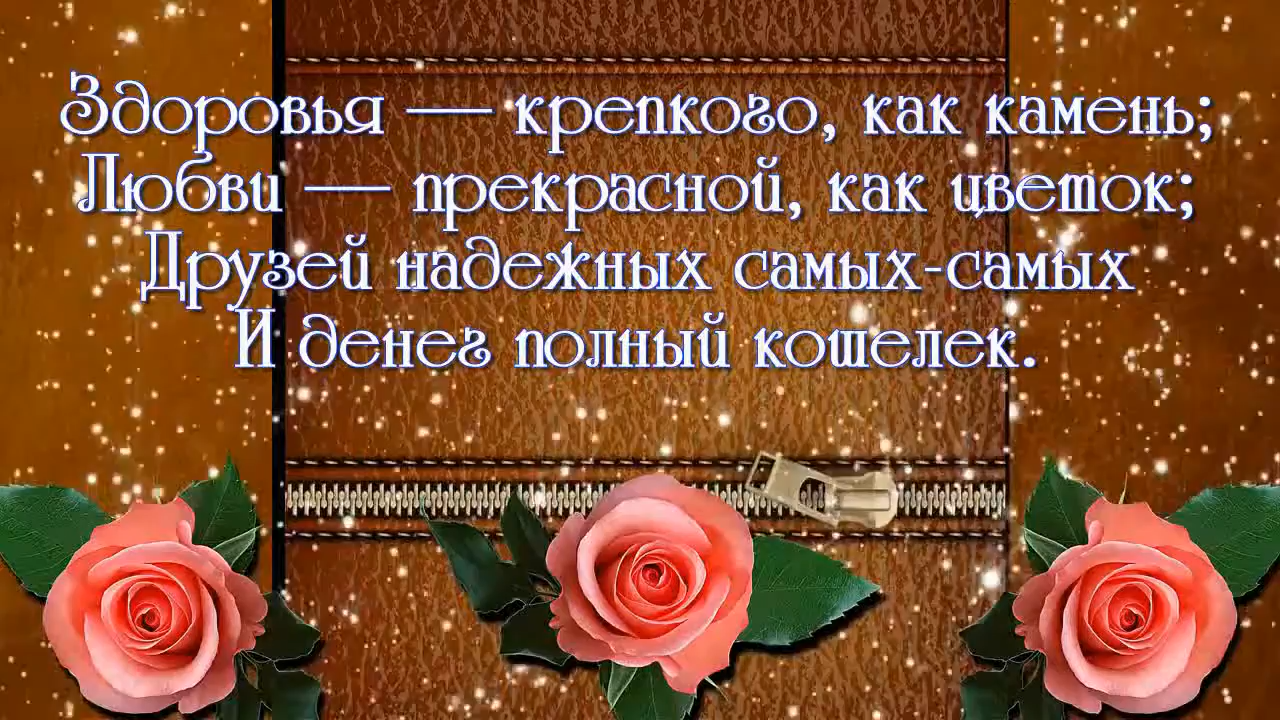 Здоровья — крепкого, как камень;
Любви — прекрасной, как цветок;
Друзей надежных самых-самых
И денег полный кошелек.